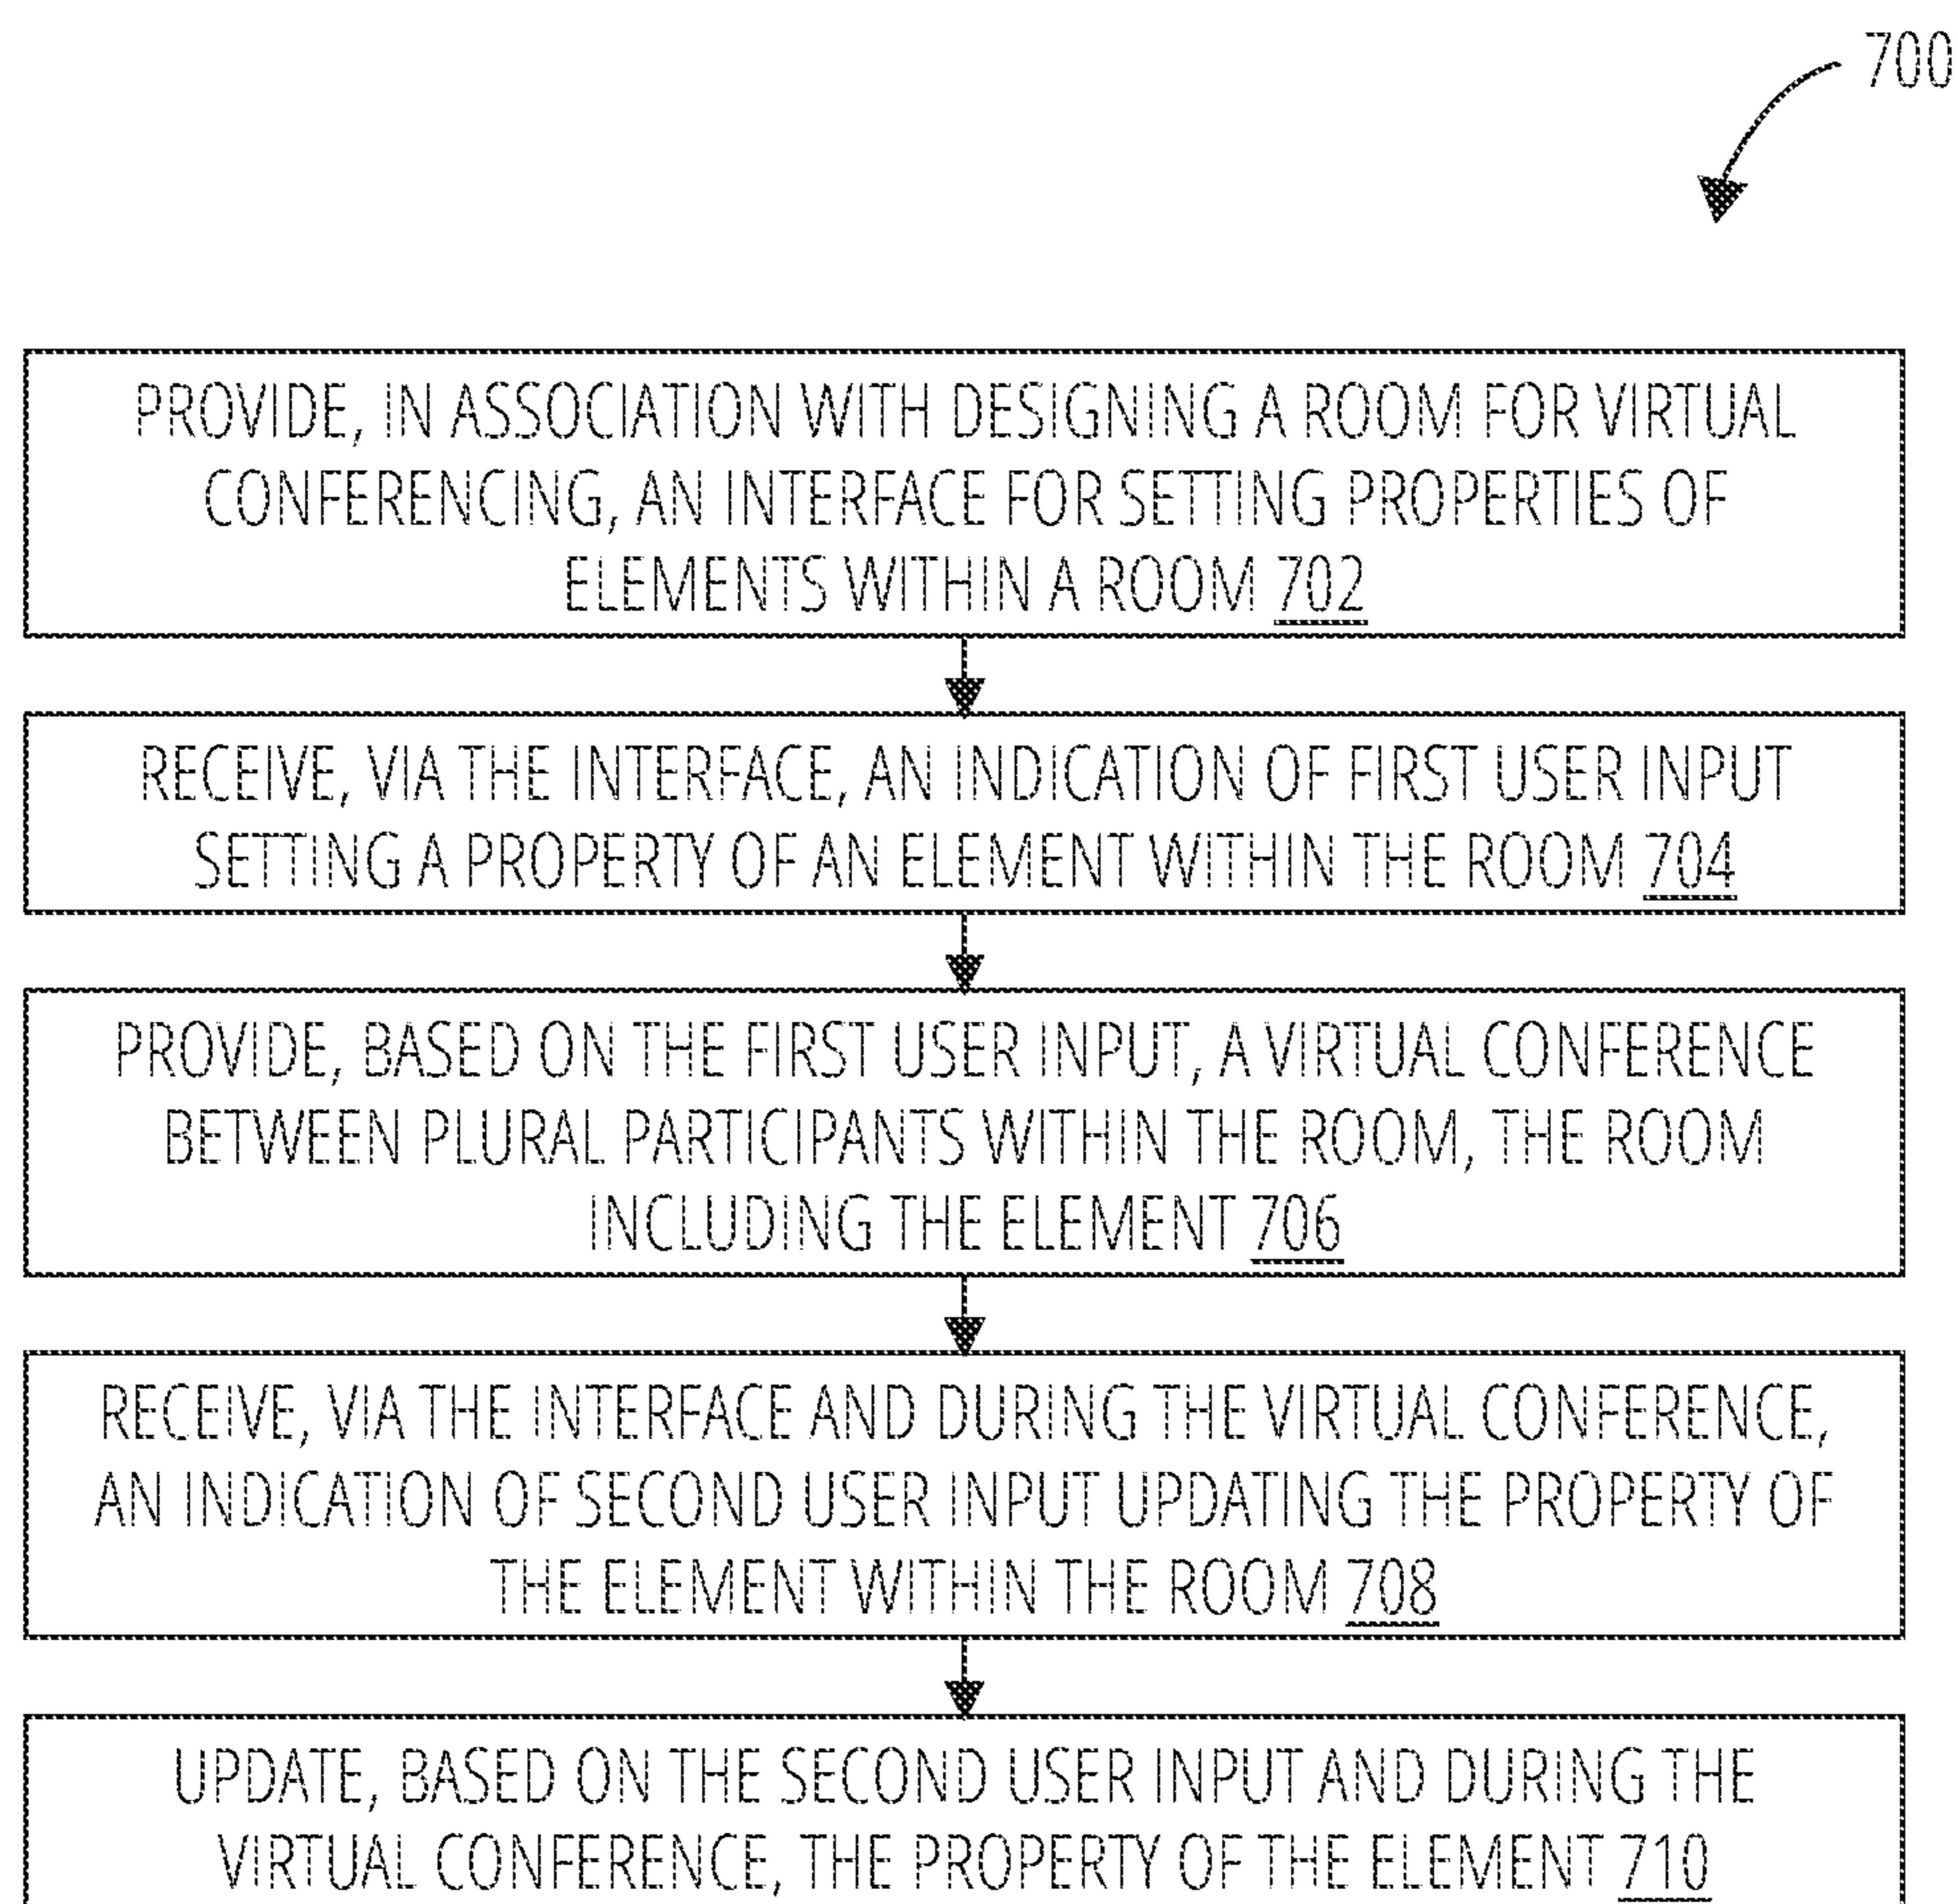 700
PROVIDE, IN ASSOCIATION WITH DESIGNING A ROOM FOR VIRTUAL
CONFERENCING, AN INTERFACE FOR SETTING PROPERTIES OF
ELEMENTS WITHIN A ROOM 702
RECEIVE, VIA THE INTERFACE, AN INDICATION OF FIRST USER INPUT
SETTING A PROPERTY OF AN ELEMENT WITHIN THE ROOM 704
PROVIDE, BASED ON THE FIRST USER INPUT, A VIRTUAL CONFERENCE
BETWEEN PLURAL PARTICIPANTS WITHIN THE ROOM, THE ROOM
INCLUDING THE ELEMENT 706
RECEIVE, VIA THE INTERFACE AND DURING THE VIRTUAL CONFERENCE,
AN INDICATION OF SECOND USER INPUT UPDATING THE PROPERTY OF
THE ELEMENT WITHIN THE ROOM 708
UPDATE, BASED ON THE SECOND USER INPUT AND DURING THE
VIRTUAL CONFERENCE, THE PROPERTY OF THE ELEMENT 710